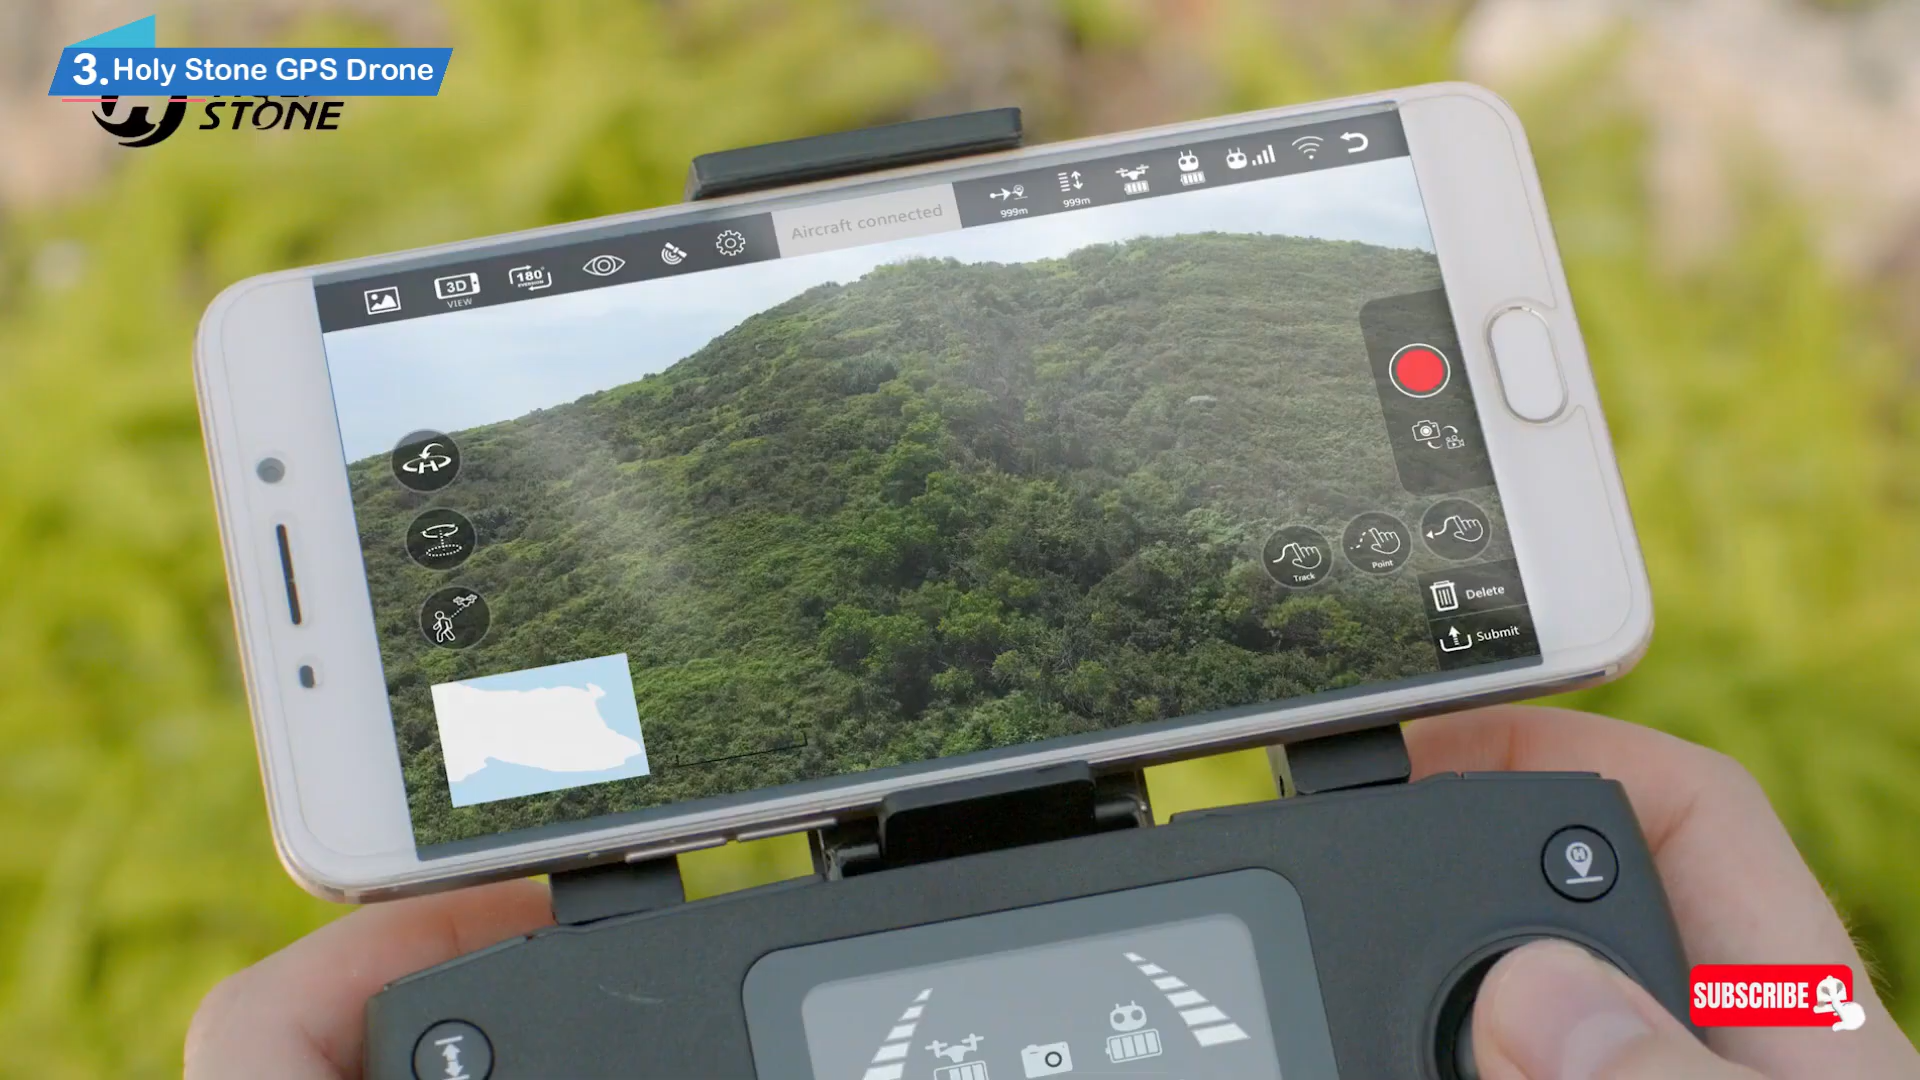 3. Holy Stone GPS Drone
STONE
Aircraft connected
999m
999m
3D
VIEW
180°
Track
Point
Delete
Submit
SUBSCRIBE